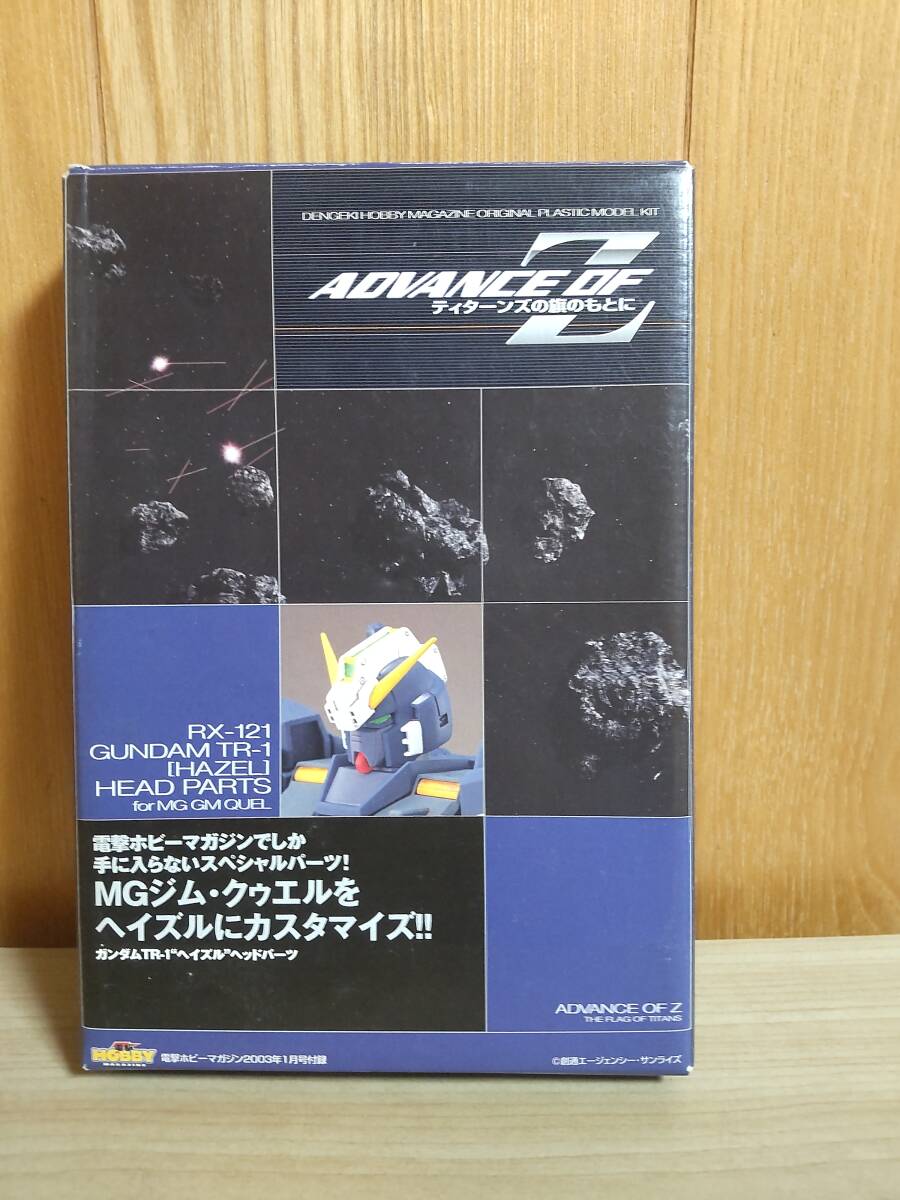 DENGEKI HOBBY MAGAZINE ORIGINAL PLASTIC MODEL KIT
ADVANCE OF Z
ティターンズの旗のもとに
RX-121
GUNDAM TR-1
[HAZEL]
HEAD PARTS
for MG GM QUEL
電撃ホビーマガジンでしか
手に入らないスペシャルパーツ!
MGジム・クゥエルを
ヘイズルにカスタマイズ!!
ガンダムTR-1“ヘイズル”ヘッドパーツ
ADVANCE OF Z
THE FLAG OF TITANS
HOBBY
MAGAZINE
電撃ホビーマガジン2003年1月号付録
©創通エージェンシー・サンライズ